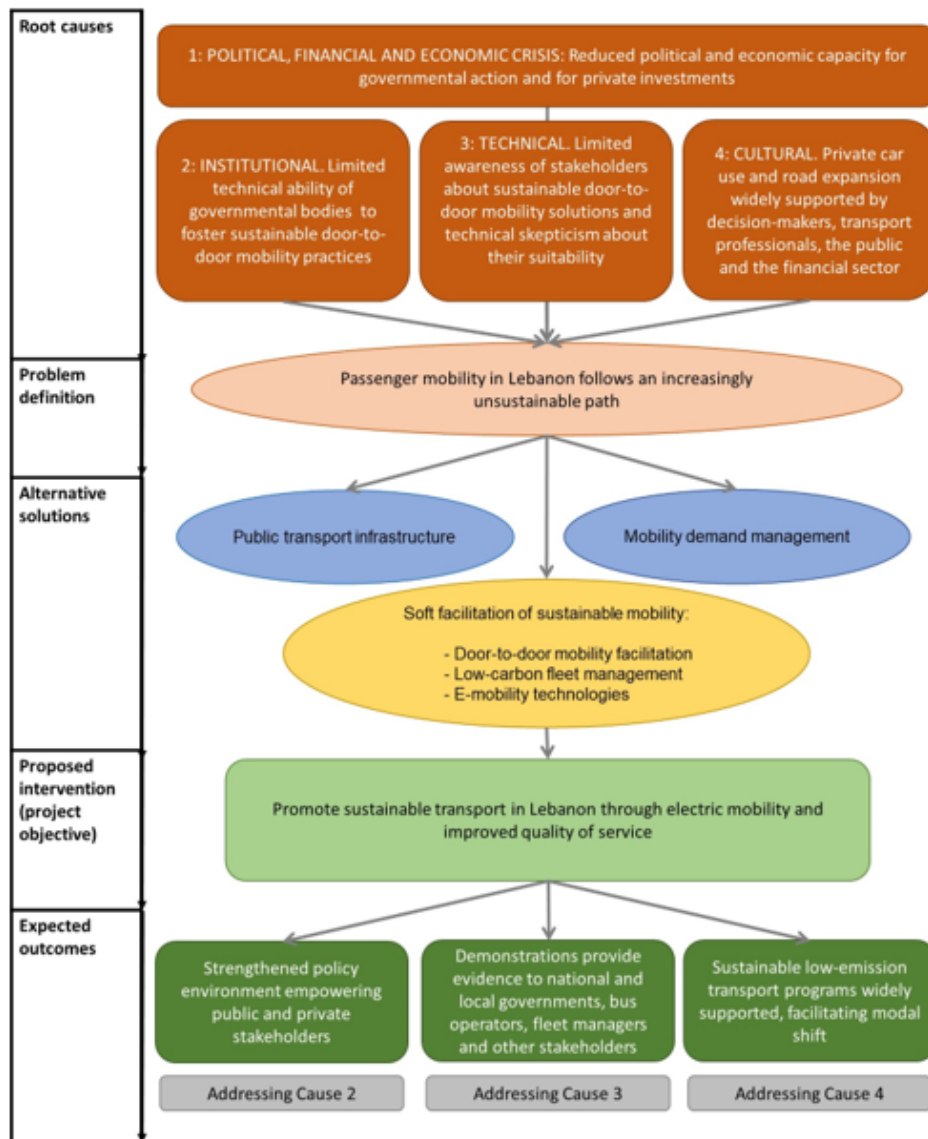 Root causes
1: POLITICAL, FINANCIAL AND ECONOMIC CRISIS: Reduced political and economic capacity for
governmental action and for private investments
2: INSTITUTIONAL. Limited
technical ability of
governmental bodies to
foster sustainable door-to-
door mobility practices
3: TECHNICAL. Limited
awareness of stakeholders
about sustainable door-to-
door mobility solutions and
technical skepticism about
their suitability
4: CULTURAL. Private car
use and road expansion
widely supported by
decision-makers, transport
professionals, the public
and the financial sector
Problem
definition
Passenger mobility in Lebanon follows an increasingly
unsustainable path
Alternative
solutions
Public transport infrastructure
Mobility demand management
Soft facilitation of sustainable mobility:
- Door-to-door mobility facilitation
- Low-carbon fleet management
- E-mobility technologies
Proposed
intervention
(project
objective)
Promote sustainable transport in Lebanon through electric mobility and
improved quality of service
Expected
outcomes
Strengthened policy
environment empowering
public and private
stakeholders
Demonstrations provide
evidence to national and
local governments, bus
operators, fleet managers
and other stakeholders
Sustainable low-emission
transport programs widely
supported, facilitating modal
shift
Addressing Cause 2
Addressing Cause 3
Addressing Cause 4